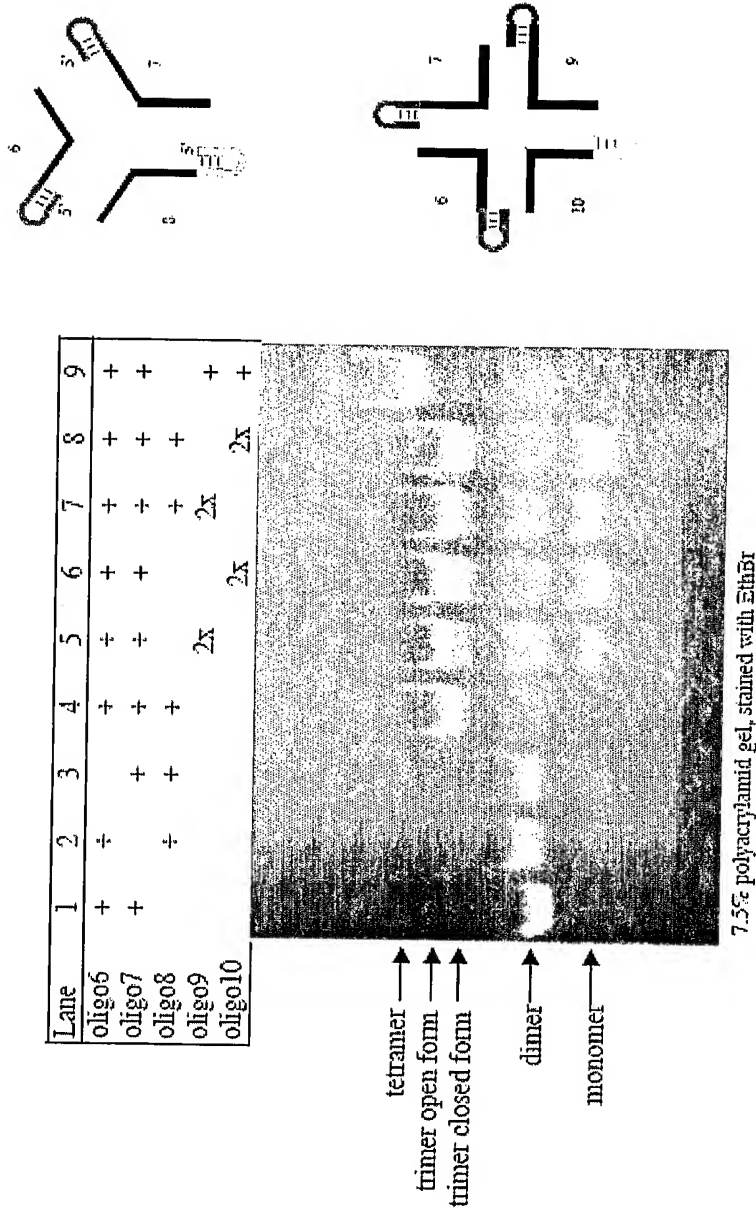 Lane 1 2 3 4 5 6 7 8 9
oligo6 + + + + + + + +
oligo7 + + + + + + + +
oligo8 + + + + +
oligo9 2x 2x +
oligo10 2x 2x +
tetramer
trimer open form
trimer closed form
dimer
monomer
7.5% polyacrylamid gel, stained with EthBr
6
5'
3'
7
8
5'
6
7
9
10